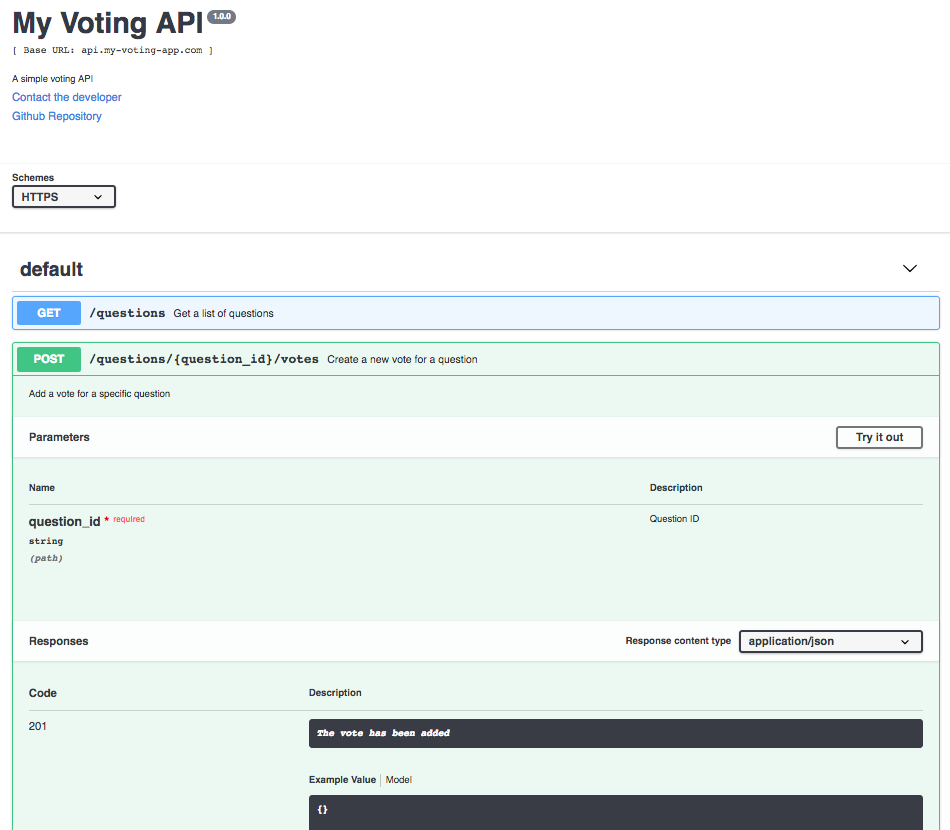 My Voting API 1.0.0
[ Base URL: api.my-voting-app.com ]
A simple voting API
Contact the developer
Github Repository
Schemes
HTTPS
default
GET /questions Get a list of questions
POST /questions/{question_id}/votes Create a new vote for a question
Add a vote for a specific question
Parameters Try it out
Name Description
question_id * required Question ID
string
(path)
Responses Response content type application/json
Code Description
201 The vote has been added
Example Value Model
{}